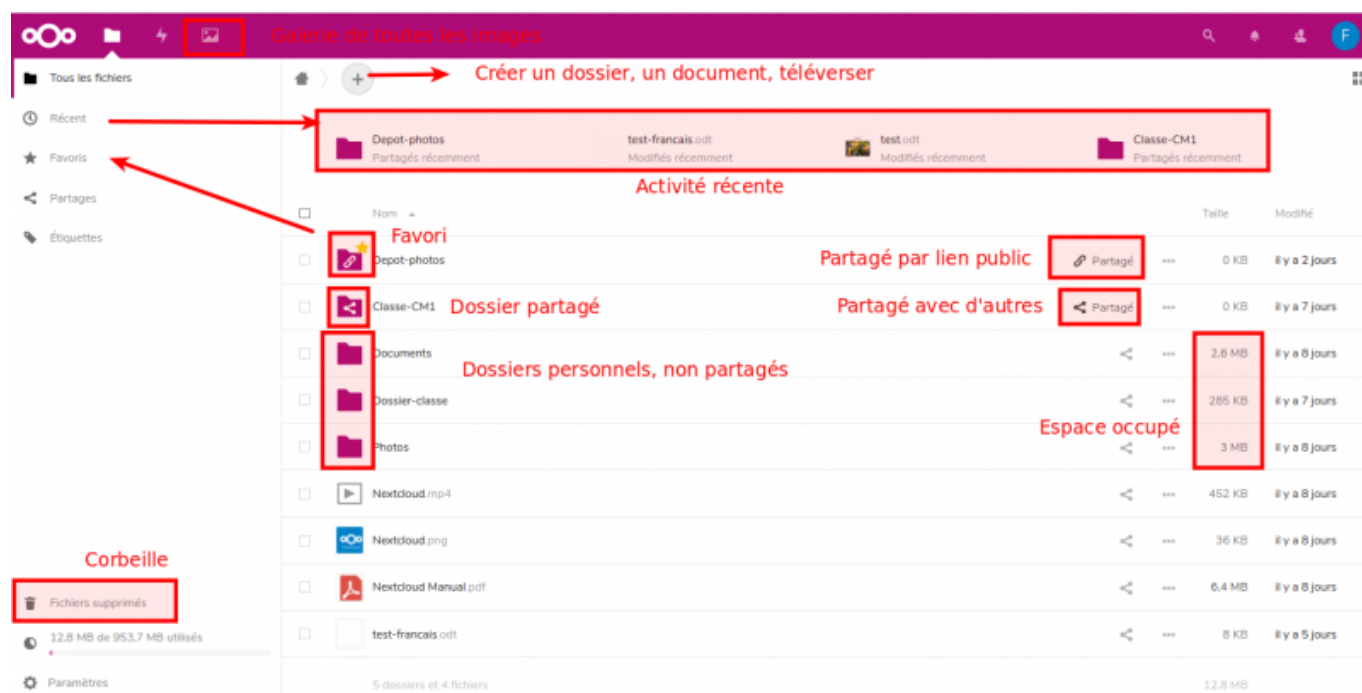 Galerie de toutes les images
F
Tous les fichiers
Créer un dossier, un document, téléverser
Récent
Depot-photos
Partagés récemment
test-francais.odt
Modifiés récemment
test.odt
Modifiés récemment
Classe-CM1
Partagés récemment
Favoris
Activité récente
Partages
Nom
Taille
Modifié
Étiquettes
Favori
Depot-photos
Partagé par lien public
Partagé
0 KB
il y a 2 jours
Classe-CM1
Dossier partagé
Partagé avec d'autres
Partagé
0 KB
il y a 7 jours
Documents
2,6 MB
il y a 8 jours
Dossiers personnels, non partagés
Dossier-classe
285 KB
il y a 7 jours
Espace occupé
Photos
3 MB
il y a 8 jours
Nextcloud.mp4
452 KB
il y a 8 jours
Nextcloud.png
36 KB
il y a 8 jours
Corbeille
Nextcloud Manual.pdf
6,4 MB
il y a 8 jours
Fichiers supprimés
test-francais.odt
8 KB
il y a 5 jours
12,8 MB de 953,7 MB utilisés
Paramètres
5 dossiers et 4 fichiers
12,8 MB